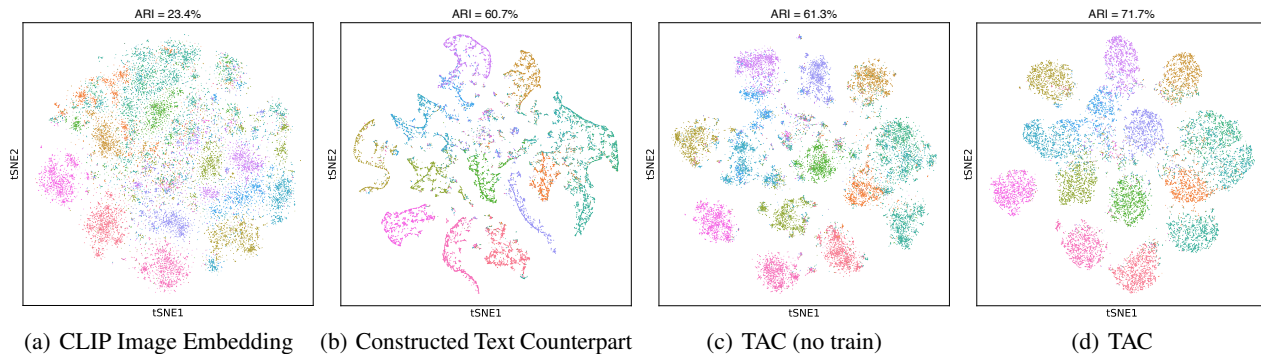 ARI = 23.4%
tSNE2
tSNE1
(a) CLIP Image Embedding
ARI = 60.7%
tSNE2
tSNE1
(b) Constructed Text Counterpart
ARI = 61.3%
tSNE2
tSNE1
(c) TAC (no train)
ARI = 71.7%
tSNE2
tSNE1
(d) TAC